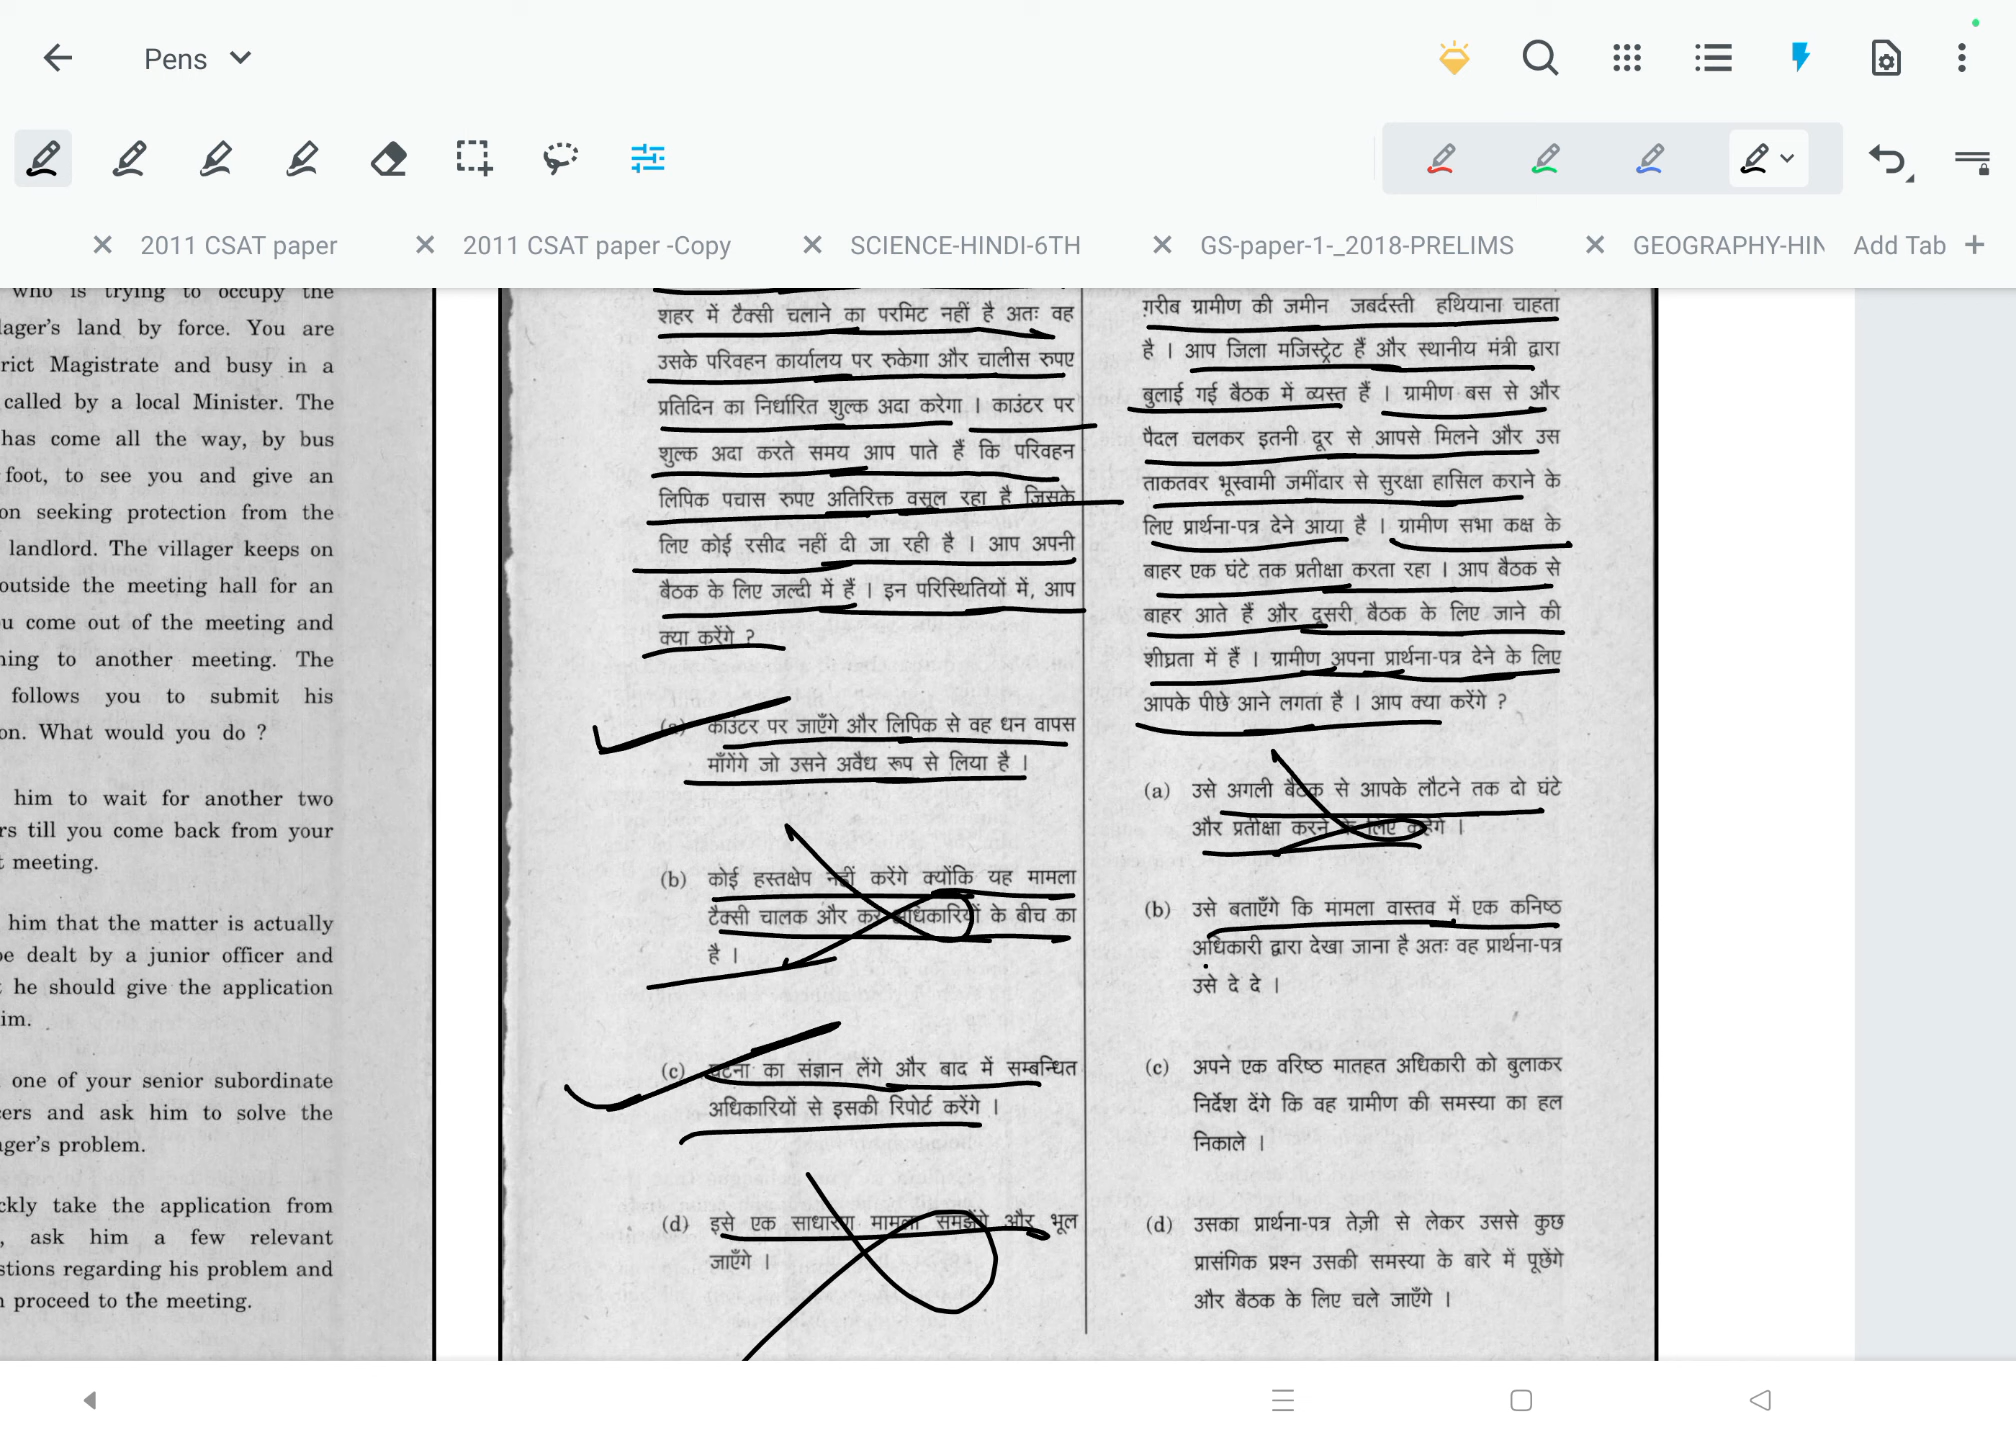 Pens
2011 CSAT paper
2011 CSAT paper -Copy
SCIENCE-HINDI-6TH
GS-paper-1-_2018-PRELIMS
GEOGRAPHY-HIN
Add Tab
who is trying to occupy the
lager's land by force. You are
rict Magistrate and busy in a
called by a local Minister. The
has come all the way, by bus
foot, to see you and give an
on seeking protection from the
landlord. The villager keeps on
outside the meeting hall for an
u come out of the meeting and
ning to another meeting. The
follows you to submit his
on. What would you do ?
him to wait for another two
rs till you come back from your
t meeting.
him that the matter is actually
be dealt by a junior officer and
t he should give the application
im.
one of your senior subordinate
cers and ask him to solve the
ager's problem.
ckly take the application from
, ask him a few relevant
stions regarding his problem and
n proceed to the meeting.
शहर में टैक्सी चलाने का परमिट नहीं है अतः वह
उसके परिवहन कार्यालय पर रुकेगा और चालीस रुपए
प्रतिदिन का निर्धारित शुल्क अदा करेगा । काउंटर पर
शुल्क अदा करते समय आप पाते हैं कि परिवहन
लिपिक पचास रुपए अतिरिक्त वसूल रहा है जिसके
लिए कोई रसीद नहीं दी जा रही है । आप अपनी
बैठक के लिए जल्दी में हैं । इन परिस्थितियों में, आप
क्या करेंगे ?
(a) काउंटर पर जाएँगे और लिपिक से वह धन वापस
माँगेंगे जो उसने अवैध रूप से लिया है ।
(b) कोई हस्तक्षेप नहीं करेंगे क्योंकि यह मामला
टैक्सी चालक और कर अधिकारियों के बीच का
है ।
(c) घटना का संज्ञान लेंगे और बाद में सम्बन्धित
अधिकारियों से इसकी रिपोर्ट करेंगे ।
(d) इसे एक साधारण मामला समझेंगे और भूल
जाएँगे ।
ग़रीब ग्रामीण की जमीन जबर्दस्ती हथियाना चाहता
है । आप जिला मजिस्ट्रेट हैं और स्थानीय मंत्री द्वारा
बुलाई गई बैठक में व्यस्त हैं । ग्रामीण बस से और
पैदल चलकर इतनी दूर से आपसे मिलने और उस
ताकतवर भूस्वामी जमींदार से सुरक्षा हासिल कराने के
लिए प्रार्थना-पत्र देने आया है । ग्रामीण सभा कक्ष के
बाहर एक घंटे तक प्रतीक्षा करता रहा । आप बैठक से
बाहर आते हैं और दूसरी बैठक के लिए जाने की
शीघ्रता में हैं । ग्रामीण अपना प्रार्थना-पत्र देने के लिए
आपके पीछे आने लगता है । आप क्या करेंगे ?
(a) उसे अगली बैठक से आपके लौटने तक दो घंटे
और प्रतीक्षा करने के लिए कहेंगे ।
(b) उसे बताएँगे कि मामला वास्तव में एक कनिष्ठ
अधिकारी द्वारा देखा जाना है अतः वह प्रार्थना-पत्र
उसे दे दे ।
(c) अपने एक वरिष्ठ मातहत अधिकारी को बुलाकर
निर्देश देंगे कि वह ग्रामीण की समस्या का हल
निकाले ।
(d) उसका प्रार्थना-पत्र तेज़ी से लेकर उससे कुछ
प्रासंगिक प्रश्न उसकी समस्या के बारे में पूछेंगे
और बैठक के लिए चले जाएँगे ।